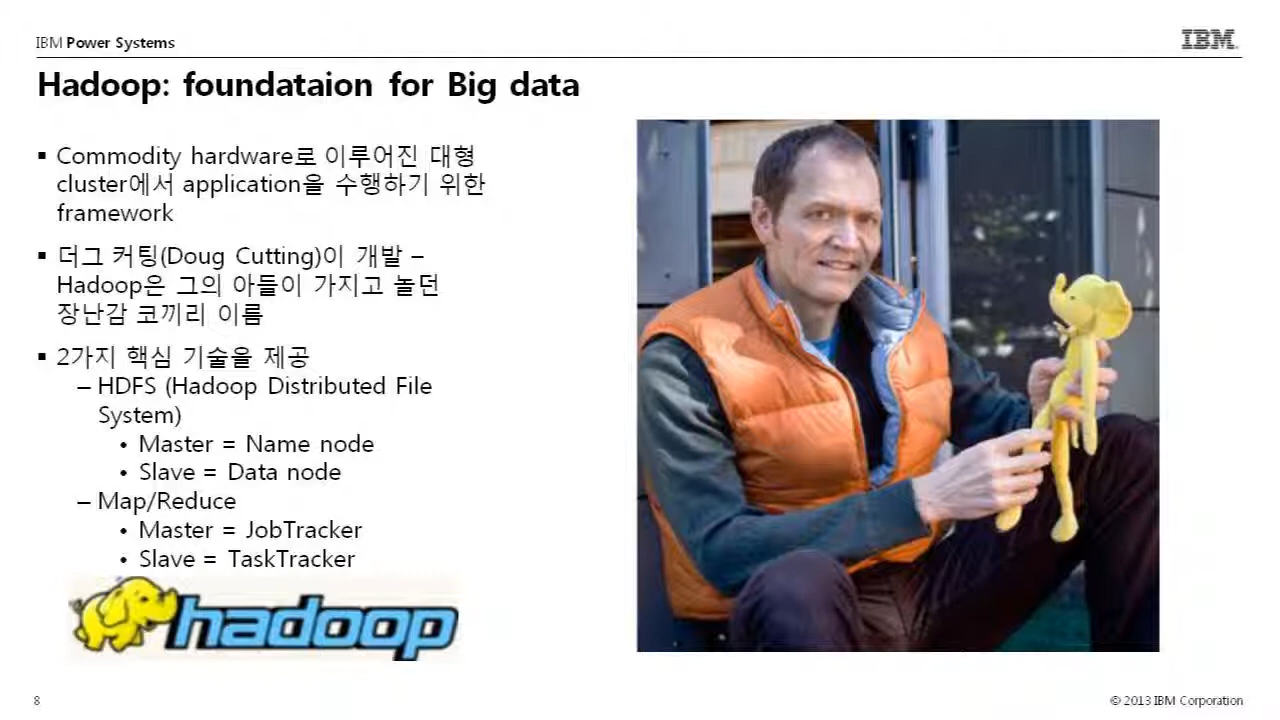 IBM Power Systems
IBM
Hadoop: foundataion for Big data
▪ Commodity hardware로 이루어진 대형
cluster에서 application을 수행하기 위한
framework
▪ 더그 커팅(Doug Cutting)이 개발 –
Hadoop은 그의 아들이 가지고 놀던
장난감 코끼리 이름
▪ 2가지 핵심 기술을 제공
– HDFS (Hadoop Distributed File
System)
• Master = Name node
• Slave = Data node
– Map/Reduce
• Master = JobTracker
• Slave = TaskTracker
hadoop
8
© 2013 IBM Corporation